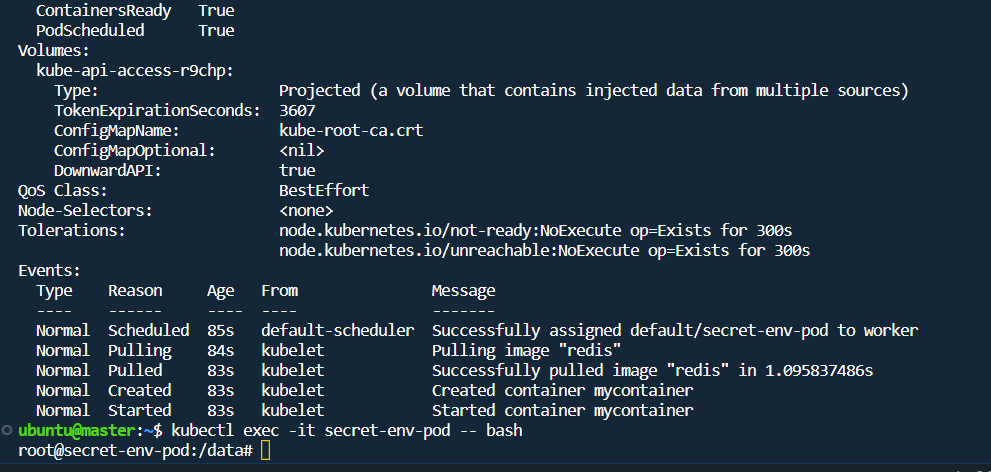 ContainersReady   True
PodScheduled      True
Volumes:
kube-api-access-r9chp:
Type:                    Projected (a volume that contains injected data from multiple sources)
TokenExpirationSeconds:  3607
ConfigMapName:           kube-root-ca.crt
ConfigMapOptional:       <nil>
DownwardAPI:             true
QoS Class:                   BestEffort
Node-Selectors:              <none>
Tolerations:                 node.kubernetes.io/not-ready:NoExecute op=Exists for 300s
node.kubernetes.io/unreachable:NoExecute op=Exists for 300s
Events:
Type    Reason     Age   From               Message
----    ------     ----  ----               -------
Normal  Scheduled  85s   default-scheduler  Successfully assigned default/secret-env-pod to worker
Normal  Pulling    84s   kubelet            Pulling image "redis"
Normal  Pulled     83s   kubelet            Successfully pulled image "redis" in 1.095837486s
Normal  Created    83s   kubelet            Created container mycontainer
Normal  Started    83s   kubelet            Started container mycontainer
ubuntu@master:~$ kubectl exec -it secret-env-pod -- bash
root@secret-env-pod:/data#